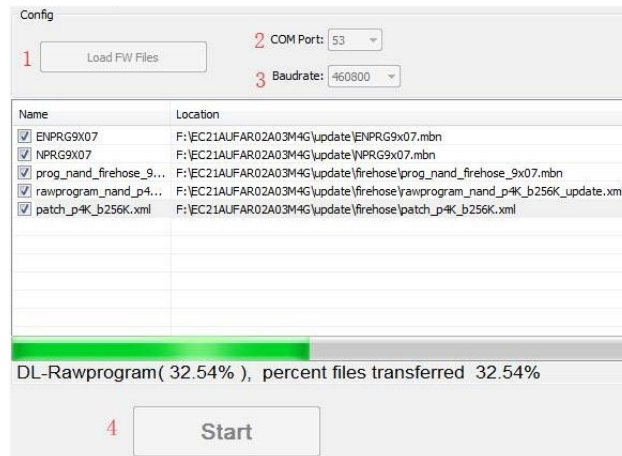 Config
1 Load FW Files
2 COM Port: 53
3 Baudrate: 460800
Name Location
ENPRG9X07 F:\EC21AUFAR02A03M4G\update\ENPRG9x07.mbn
NPRG9X07 F:\EC21AUFAR02A03M4G\update\NPRG9x07.mbn
prog_nand_firehose_9... F:\EC21AUFAR02A03M4G\update\firehose\prog_nand_firehose_9x07.mbn
rawprogram_nand_p4... F:\EC21AUFAR02A03M4G\update\firehose\rawprogram_nand_p4K_b256K_update.xm
patch_p4K_b256K.xml F:\EC21AUFAR02A03M4G\update\firehose\patch_p4K_b256K.xml
DL-Rawprogram( 32.54% ), percent files transferred 32.54%
4 Start